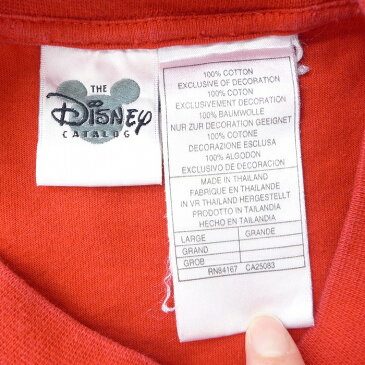 THE
DISNEY
CATALOG
100% COTTON
EXCLUSIVE OF DECORATION
100% COTON
EXCLUSIVEMENT DECORATION
100% BAUMWOLLE
NUR ZUR DECORATION GEEIGNET
100% COTONE
DECORAZIONE ESCLUSA
100% ALGODON
EXCLUSIVO DE DECORACION
MADE IN THAILAND
FABRIQUE EN THAILANDE
IN VR THAILAND HERGESTELLT
PRODOTTO IN TAILANDIA
HECHO EN TAILANDIA
LARGE GRANDE
GRAND
GROB
RN84167 CA25083